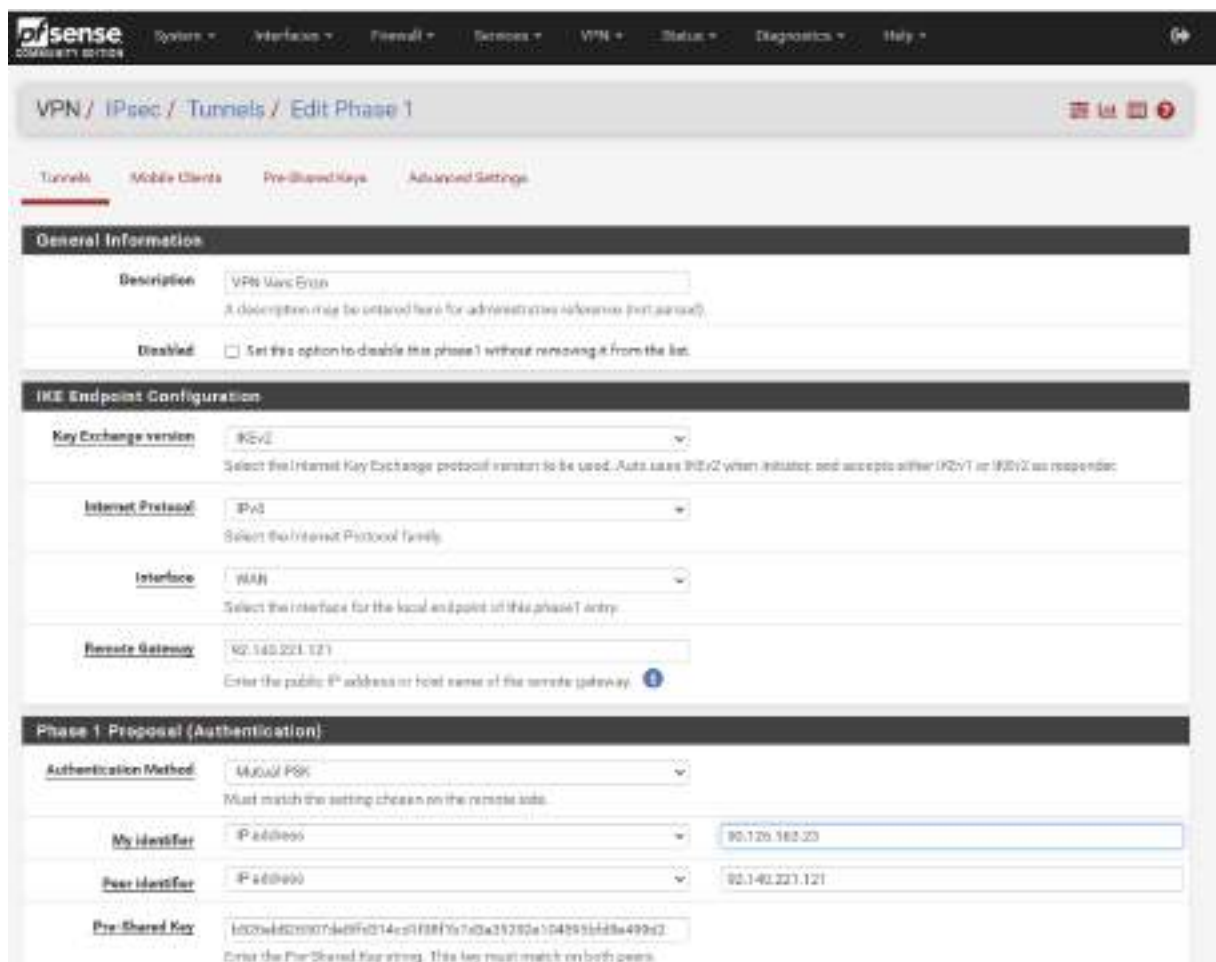 pfsense
COMMUNITY EDITION
System Interfaces Firewall Services VPN Status Diagnostics Help
VPN / IPsec / Tunnels / Edit Phase 1
Tunnels Mobile Clients Pre-Shared Keys Advanced Settings
General Information
Description VPN Vers Enzo
A description may be entered here for administrative reference (not parsed).
Disabled Set this option to disable this phase1 without removing it from the list.
IKE Endpoint Configuration
Key Exchange version IKEv2
Select the Internet Key Exchange protocol version to be used. Auto uses IKEv2 when initiator, and accepts either IKEv1 or IKEv2 as responder.
Internet Protocol IPv4
Select the Internet Protocol family.
Interface WAN
Select the interface for the local endpoint of this phase1 entry.
Remote Gateway
Enter the public IP address or host name of the remote gateway.
Phase 1 Proposal (Authentication)
Authentication Method Mutual PSK
Must match the setting chosen on the remote side.
My identifier IP address
Peer identifier IP address
Pre-Shared Key
Enter the Pre-Shared Key string. This key must match on both peers.